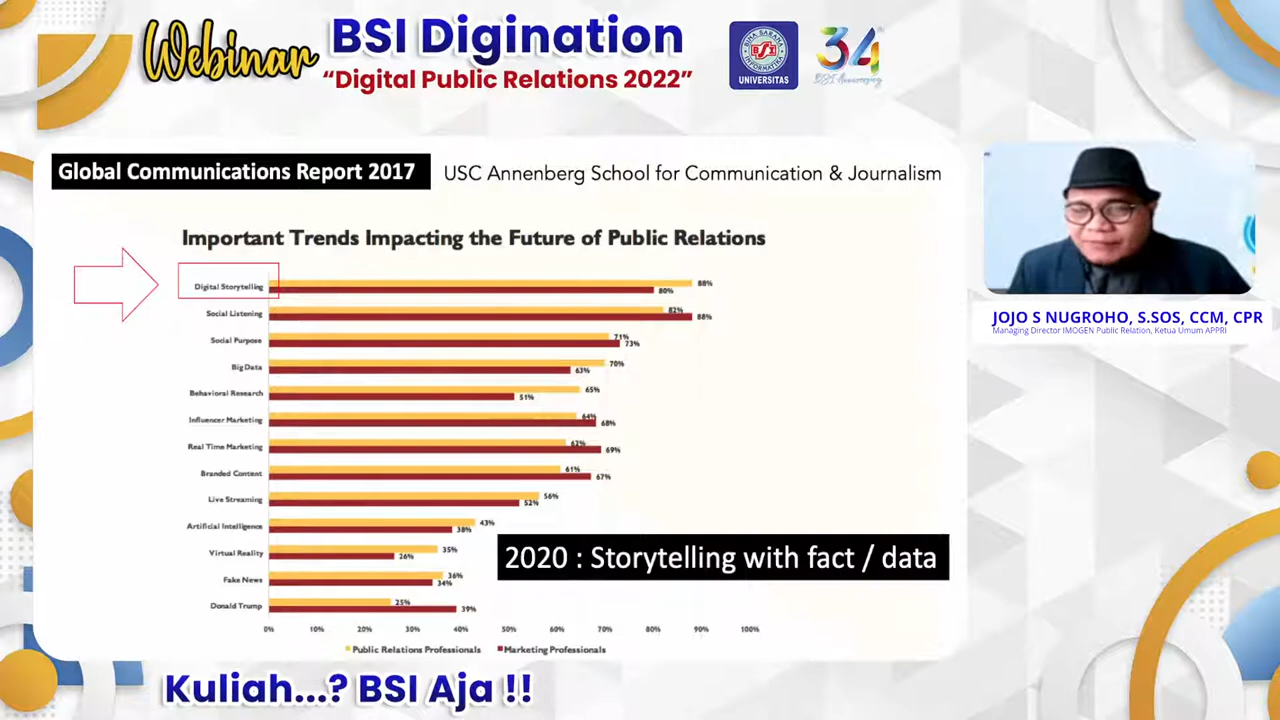 Webinar
BSI Digination
“Digital Public Relations 2022”
BSI
UNIVERSITAS
34
BSI Anniversary
Global Communications Report 2017
USC Annenberg School for Communication & Journalism
Important Trends Impacting the Future of Public Relations
Digital Storytelling 88% 80%
Social Listening 82% 88%
Social Purpose 71% 73%
Big Data 70% 63%
Behavioral Research 65% 51%
Influencer Marketing 64% 68%
Real Time Marketing 62% 69%
Branded Content 61% 67%
Live Streaming 56% 52%
Artificial Intelligence 43% 38%
Virtual Reality 35% 26%
Fake News 36% 34%
Donald Trump 25% 39%
0% 10% 20% 30% 40% 50% 60% 70% 80% 90% 100%
Public Relations Professionals Marketing Professionals
2020 : Storytelling with fact / data
JOJO S NUGROHO, S.SOS, CCM, CPR
Managing Director IMOGEN Public Relation, Ketua Umum APPRI
Kuliah...? BSI Aja !!